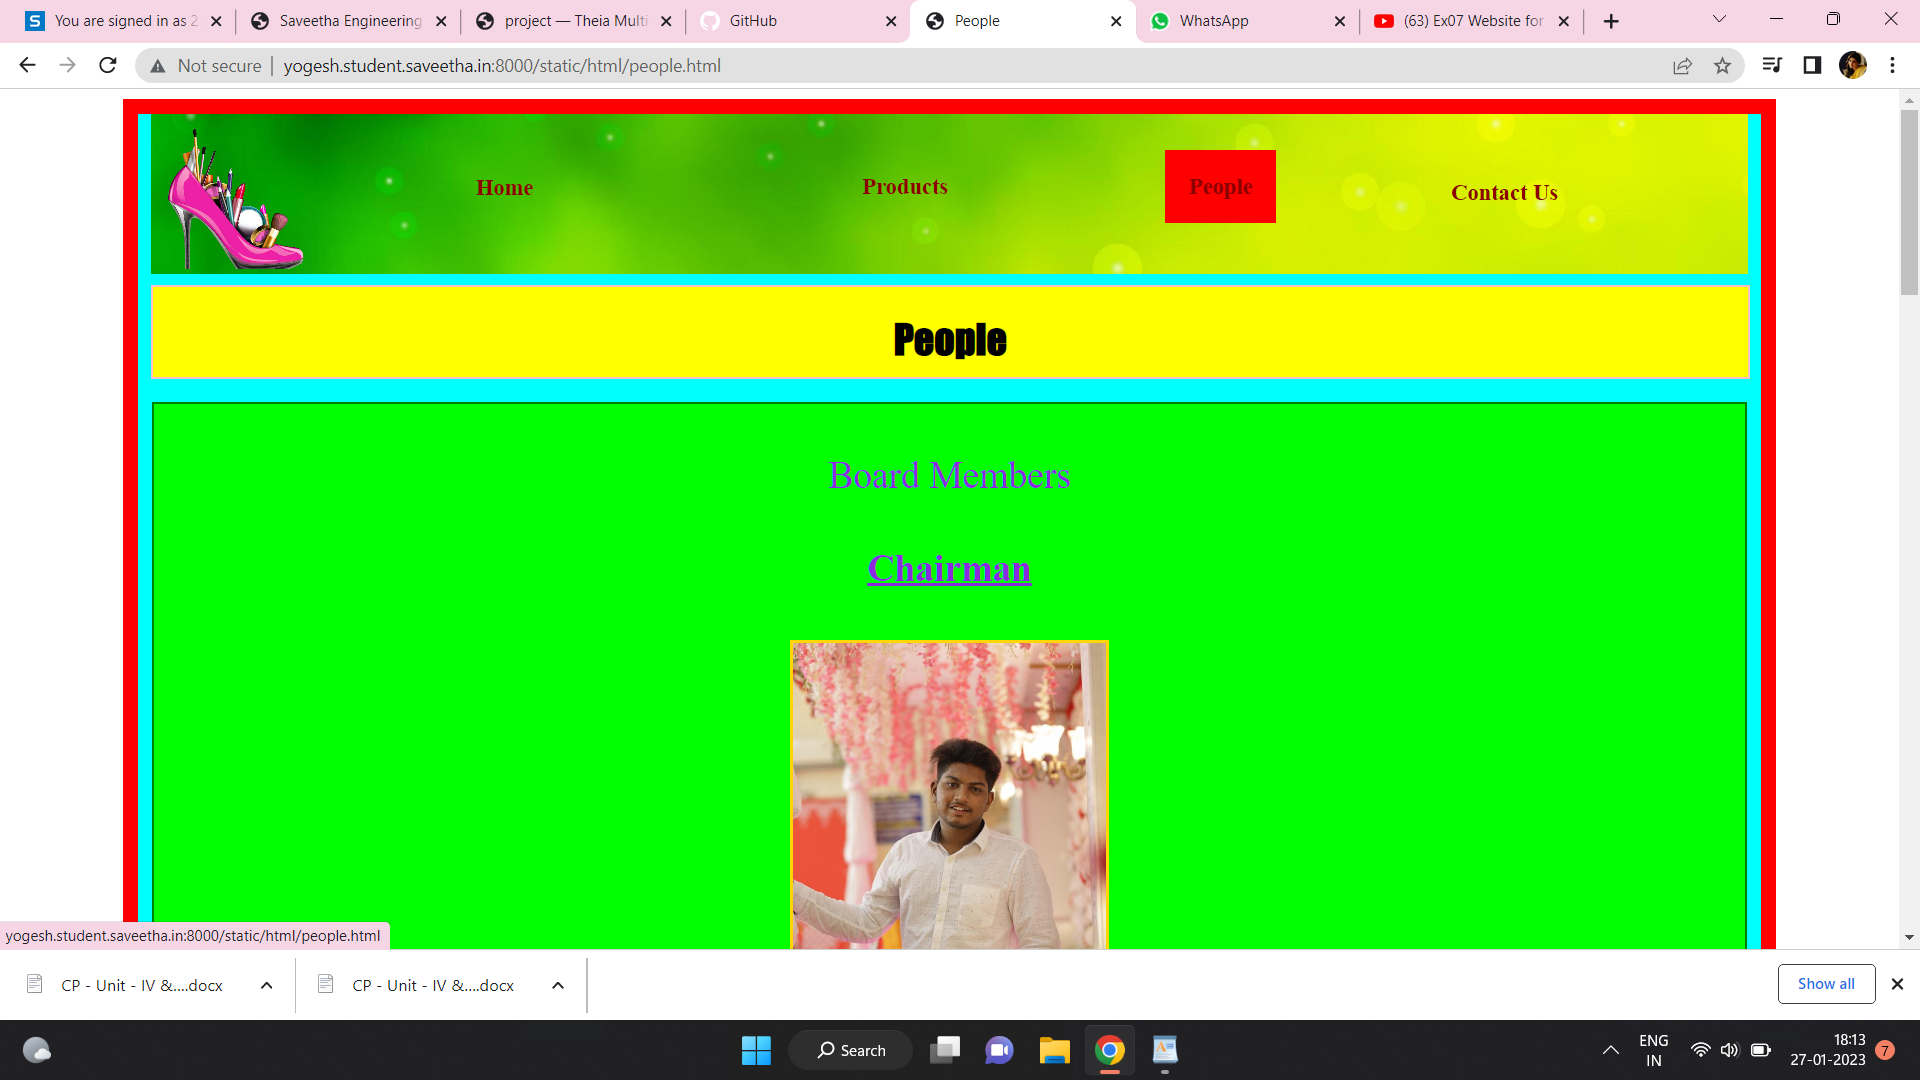 You are signed in as 2
Saveetha Engineering
project — Theia Multi
GitHub
People
WhatsApp
(63) Ex07 Website for
Not secure
yogesh.student.saveetha.in:8000/static/html/people.html
Home
Products
People
Contact Us
People
Board Members
Chairman
yogesh.student.saveetha.in:8000/static/html/people.html
CP - Unit - IV &....docx
CP - Unit - IV &....docx
Show all
Search
ENG
IN
18:13
27-01-2023
7